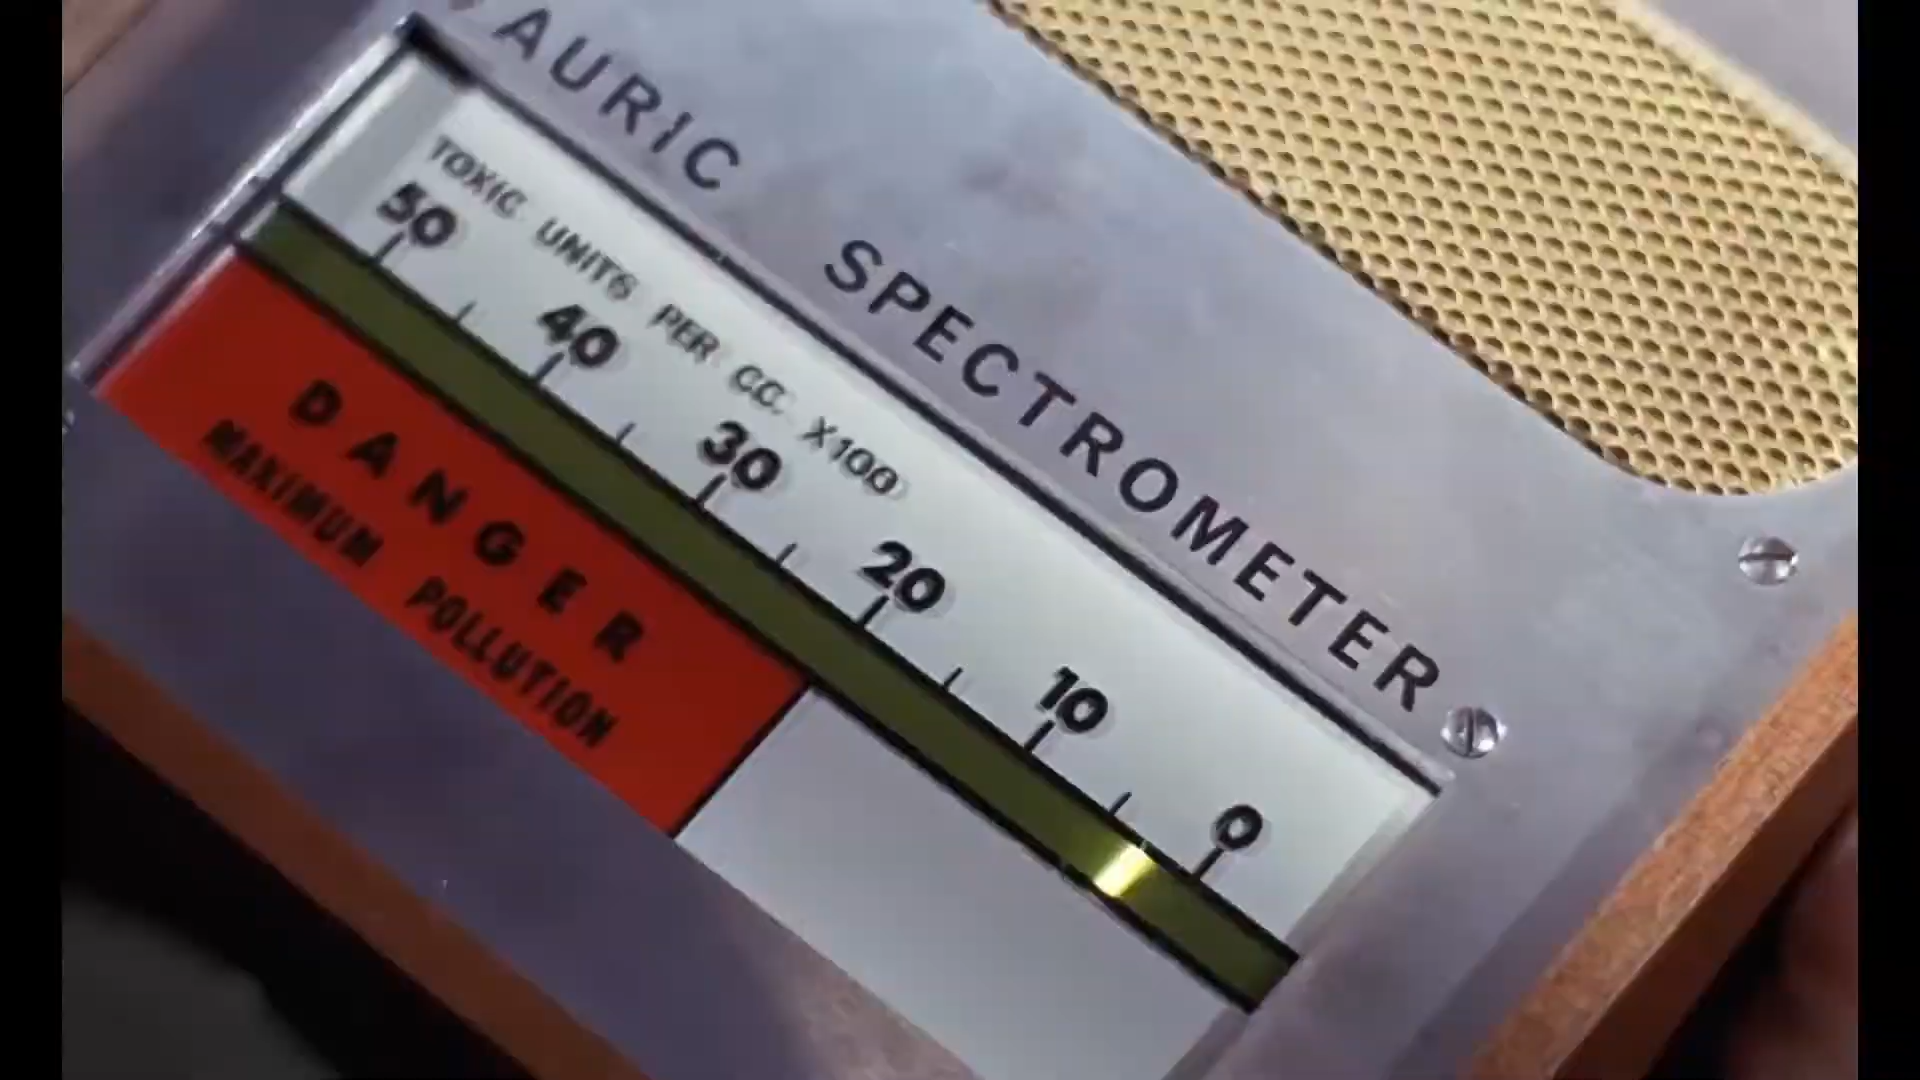 AURIC SPECTROMETER
TOXIC UNITS PER CC. X100
50 40 30 20 10 0
DANGER
MAXIMUM POLLUTION